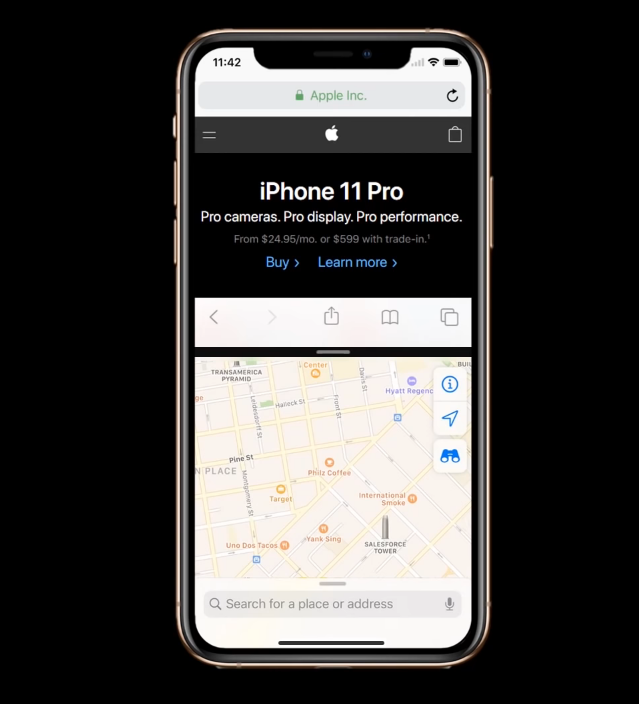 11:42
Apple Inc.
iPhone 11 Pro
Pro cameras. Pro display. Pro performance.
From $24.95/mo. or $599 with trade-in.¹
Buy >
Learn more >
TRANSAMERICA
PYRAMID
Center
Davis St
BUI
Hyatt Regenc
ge
Leidesdorff St
Halleck St
Front St
Pine St
N PLACE
Philz Coffee
Montgomery St
Target
International
Smoke
Yank Sing
Uno Dos Tacos
SALESFORCE
TOWER
Search for a place or address